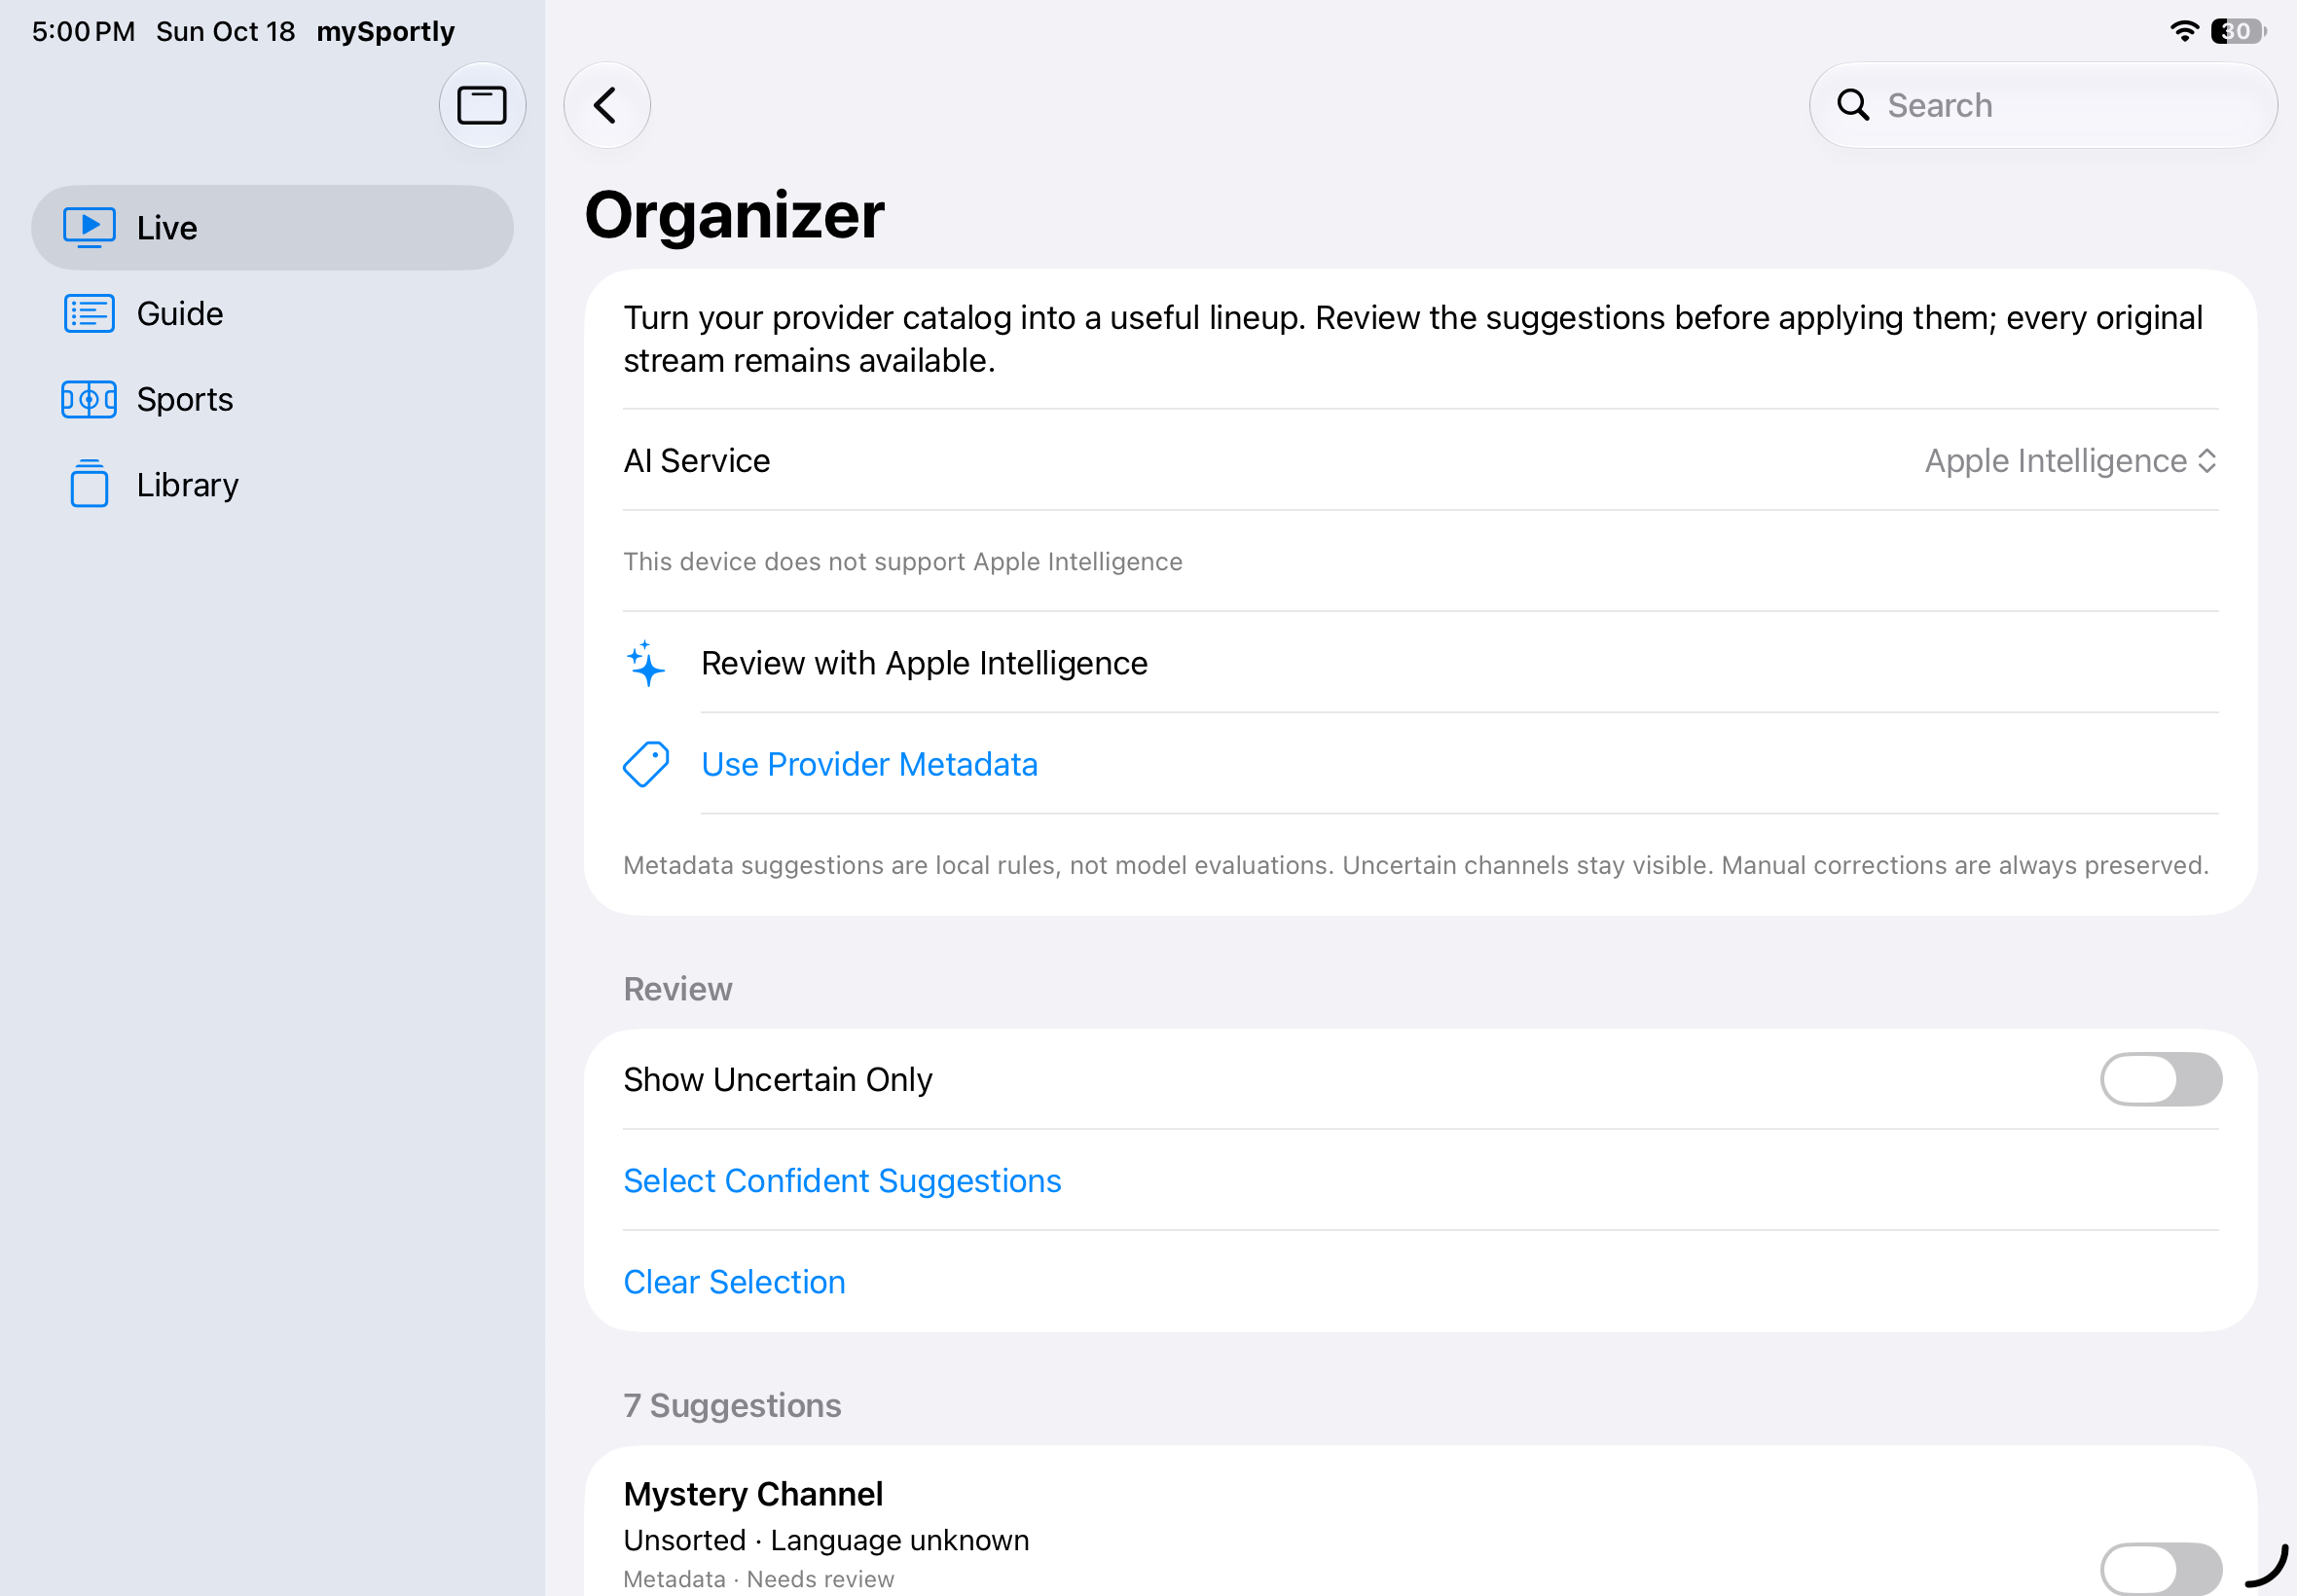 5:00 PM Sun Oct 18 mySportly
30
Search
Live
Guide
Sports
Library
Organizer
Turn your provider catalog into a useful lineup. Review the suggestions before applying them; every original
stream remains available.
AI Service
Apple Intelligence
This device does not support Apple Intelligence
Review with Apple Intelligence
Use Provider Metadata
Metadata suggestions are local rules, not model evaluations. Uncertain channels stay visible. Manual corrections are always preserved.
Review
Show Uncertain Only
Select Confident Suggestions
Clear Selection
7 Suggestions
Mystery Channel
Unsorted · Language unknown
Metadata · Needs review